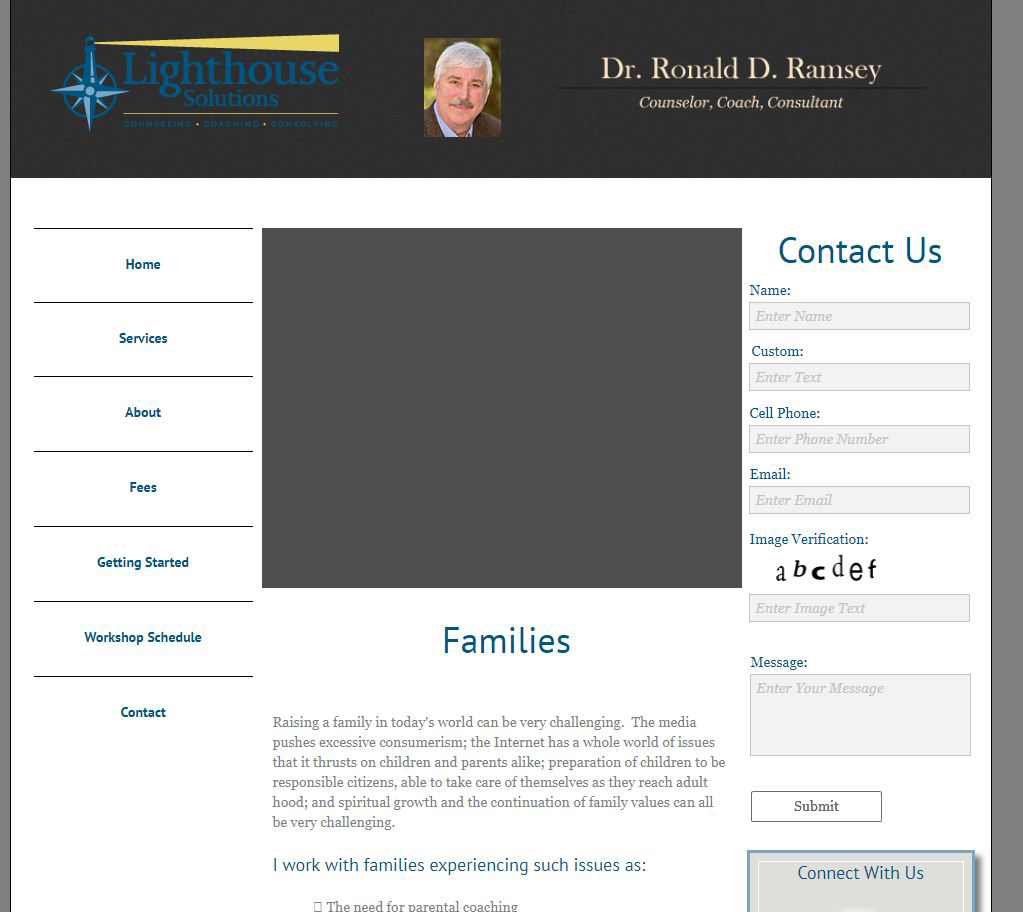 Lighthouse
Solutions
COUNSELING • COACHING • CONSULTING
Dr. Ronald D. Ramsey
Counselor, Coach, Consultant
Home
Services
About
Fees
Getting Started
Workshop Schedule
Contact
Families
Raising a family in today's world can be very challenging.  The media
pushes excessive consumerism; the Internet has a whole world of issues
that it thrusts on children and parents alike; preparation of children to be
responsible citizens, able to take care of themselves as they reach adult
hood; and spiritual growth and the continuation of family values can all
be very challenging.
I work with families experiencing such issues as:
The need for parental coaching
Contact Us
Name:
Enter Name
Custom:
Enter Text
Cell Phone:
Enter Phone Number
Email:
Enter Email
Image Verification:
abcdef
Enter Image Text
Message:
Enter Your Message
Submit
Connect With Us